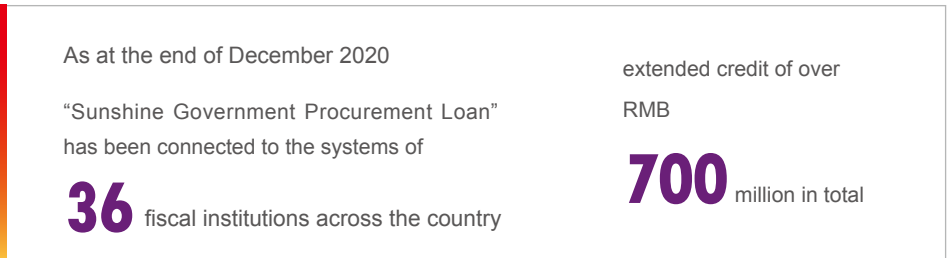 As at the end of December 2020
“Sunshine Government Procurement Loan”
has been connected to the systems of
36 fiscal institutions across the country
extended credit of over
RMB
700 million in total